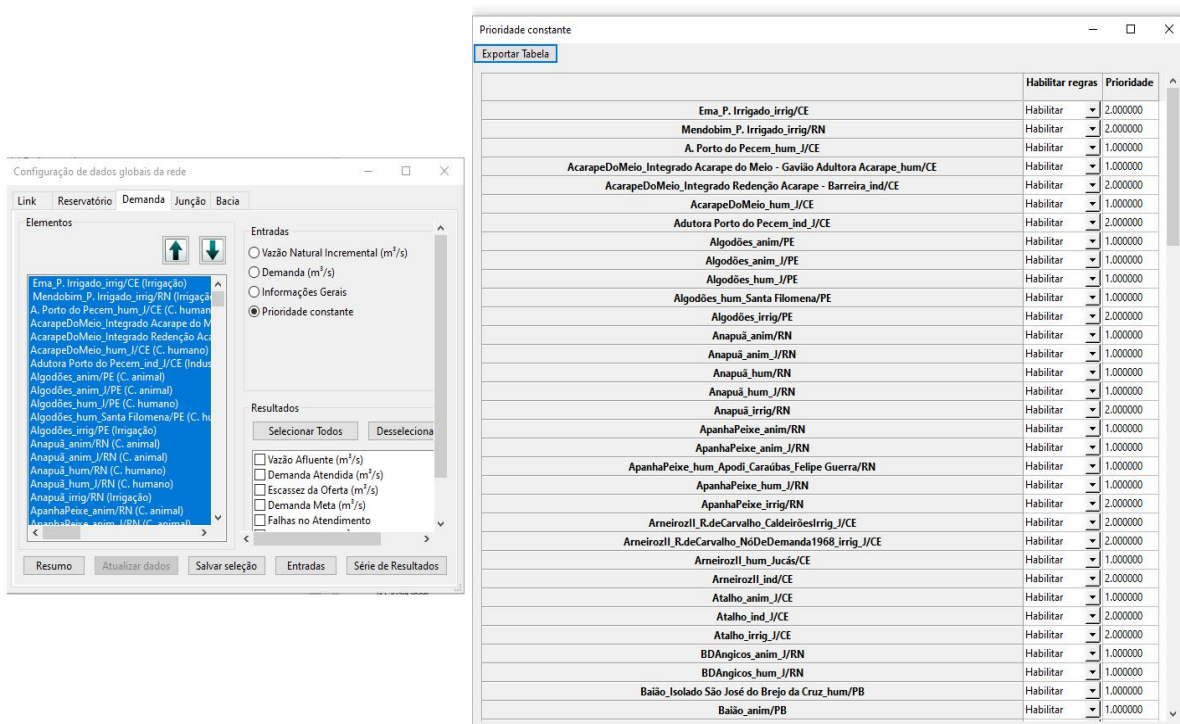 Configuração de dados globais da rede
Link Reservatório Demanda Junção Bacia
Elementos
Ema_P. Irrigado_irrig/CE (Irrigação)
Mendobim_P. Irrigado_irrig/RN (Irrigaçã
A. Porto do Pecem_hum_J/CE (C. human
AcarapeDoMeio_Integrado Acarape do M
AcarapeDoMeio_Integrado Redenção Aca
AcarapeDoMeio_hum_J/CE (C. humano)
Adutora Porto do Pecem_ind_J/CE (Indus
Algodões_anim/PE (C. animal)
Algodões_anim_J/PE (C. animal)
Algodões_hum_J/PE (C. humano)
Algodões_hum_Santa Filomena/PE (C. hu
Algodões_irrig/PE (Irrigação)
Anapuã_anim/RN (C. animal)
Anapuã_anim_J/RN (C. animal)
Anapuã_hum/RN (C. humano)
Anapuã_hum_J/RN (C. humano)
Anapuã_irrig/RN (Irrigação)
ApanhaPeixe_anim/RN (C. animal)
ApanhaPeixe_anim_J/RN (C. animal)
Entradas
Vazão Natural Incremental (m³/s)
Demanda (m³/s)
Informações Gerais
Prioridade constante
Resultados
Selecionar Todos Desseleciona
Vazão Afluente (m³/s)
Demanda Atendida (m³/s)
Escassez da Oferta (m³/s)
Demanda Meta (m³/s)
Falhas no Atendimento
Resumo Atualizar dados Salvar seleção Entradas Série de Resultados
Prioridade constante
Exportar Tabela
Habilitar regras Prioridade
Ema_P. Irrigado_irrig/CE Habilitar 2.000000
Mendobim_P. Irrigado_irrig/RN Habilitar 2.000000
A. Porto do Pecem_hum_J/CE Habilitar 1.000000
AcarapeDoMeio_Integrado Acarape do Meio - Gavião Adultora Acarape_hum/CE Habilitar 1.000000
AcarapeDoMeio_Integrado Redenção Acarape - Barreira_ind/CE Habilitar 2.000000
AcarapeDoMeio_hum_J/CE Habilitar 1.000000
Adutora Porto do Pecem_ind_J/CE Habilitar 2.000000
Algodões_anim/PE Habilitar 1.000000
Algodões_anim_J/PE Habilitar 1.000000
Algodões_hum_J/PE Habilitar 1.000000
Algodões_hum_Santa Filomena/PE Habilitar 1.000000
Algodões_irrig/PE Habilitar 2.000000
Anapuã_anim/RN Habilitar 1.000000
Anapuã_anim_J/RN Habilitar 1.000000
Anapuã_hum/RN Habilitar 1.000000
Anapuã_hum_J/RN Habilitar 1.000000
Anapuã_irrig/RN Habilitar 2.000000
ApanhaPeixe_anim/RN Habilitar 1.000000
ApanhaPeixe_anim_J/RN Habilitar 1.000000
ApanhaPeixe_hum_Apodi_Caraúbas_Felipe Guerra/RN Habilitar 1.000000
ApanhaPeixe_hum_J/RN Habilitar 1.000000
ApanhaPeixe_irrig/RN Habilitar 2.000000
ArneirozII_R.deCarvalho_CaldeirõesIrrig_J/CE Habilitar 2.000000
ArneirozII_R.deCarvalho_NóDeDemanda1968_irrig_J/CE Habilitar 2.000000
ArneirozII_hum_Jucás/CE Habilitar 1.000000
ArneirozII_ind/CE Habilitar 2.000000
Atalho_anim_J/CE Habilitar 1.000000
Atalho_ind_J/CE Habilitar 2.000000
Atalho_irrig_J/CE Habilitar 2.000000
BDAngicos_anim_J/RN Habilitar 1.000000
BDAngicos_hum_J/RN Habilitar 1.000000
Baião_Isolado São José do Brejo da Cruz_hum/PB Habilitar 1.000000
Baião_anim/PB Habilitar 1.000000